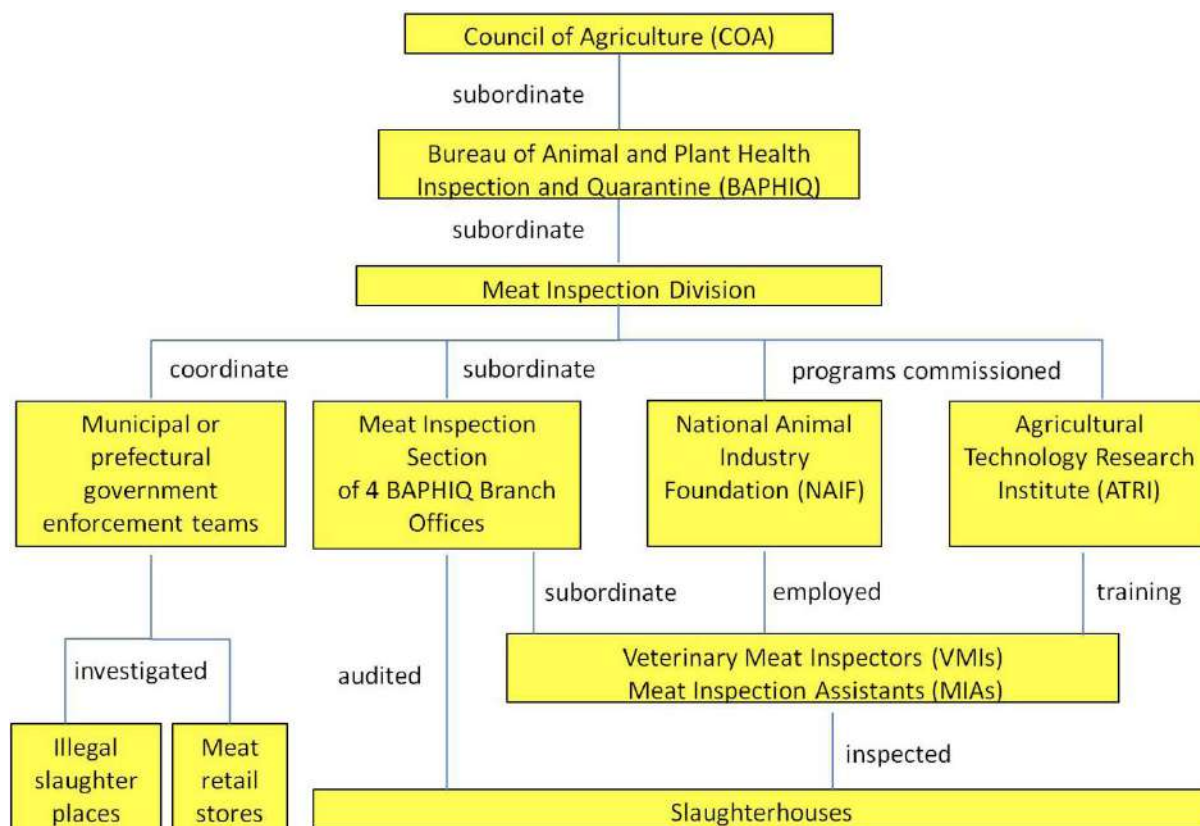 Council of Agriculture (COA)
subordinate
Bureau of Animal and Plant Health
Inspection and Quarantine (BAPHIQ)
subordinate
Meat Inspection Division
coordinate
subordinate
programs commissioned
Municipal or
prefectural
government
enforcement teams
Meat Inspection
Section
of 4 BAPHIQ Branch
Offices
National Animal
Industry
Foundation (NAIF)
Agricultural
Technology Research
Institute (ATRI)
subordinate
employed
training
investigated
audited
Veterinary Meat Inspectors (VMIs)
Meat Inspection Assistants (MIAs)
inspected
Illegal
slaughter
places
Meat
retail
stores
Slaughterhouses